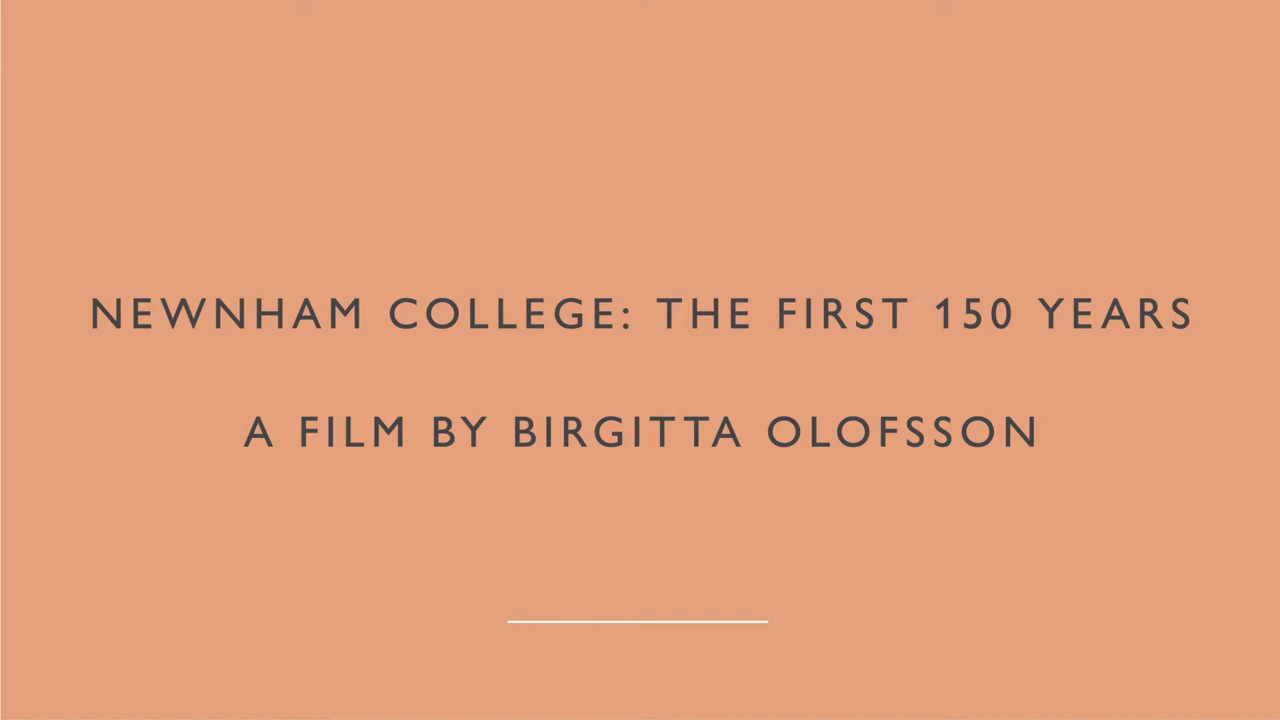 NEWNHAM COLLEGE: THE FIRST 150 YEARS
A FILM BY BIRGITTA OLOFSSON